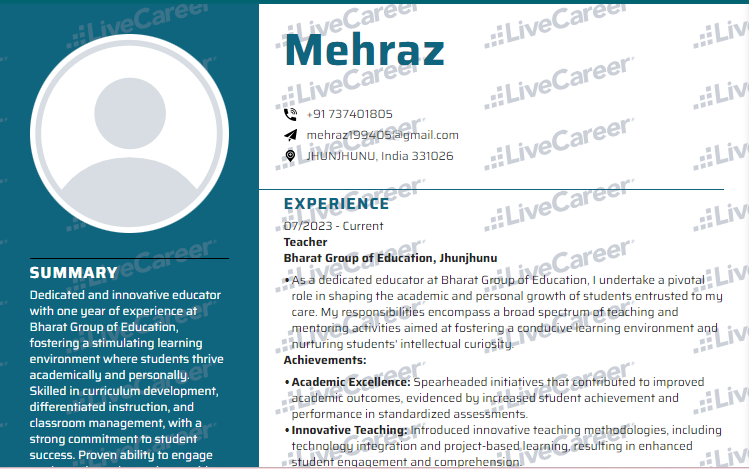 Mehraz
+91 737401805
mehraz199405@gmail.com
JHUNJHUNU, India 331026
SUMMARY
Dedicated and innovative educator
with one year of experience at
Bharat Group of Education,
fostering a stimulating learning
environment where students thrive
academically and personally.
Skilled in curriculum development,
differentiated instruction, and
classroom management, with a
strong commitment to student
success. Proven ability to engage
EXPERIENCE
07/2023 - Current
Teacher
Bharat Group of Education, Jhunjhunu
• As a dedicated educator at Bharat Group of Education, I undertake a pivotal
role in shaping the academic and personal growth of students entrusted to my
care. My responsibilities encompass a broad spectrum of teaching and
mentoring activities aimed at fostering a conducive learning environment and
nurturing students' intellectual curiosity.
Achievements:
• Academic Excellence: Spearheaded initiatives that contributed to improved
academic outcomes, evidenced by increased student achievement and
performance in standardized assessments.
• Innovative Teaching: Introduced innovative teaching methodologies, including
technology integration and project-based learning, resulting in enhanced
student engagement and comprehension.
LiveCareer